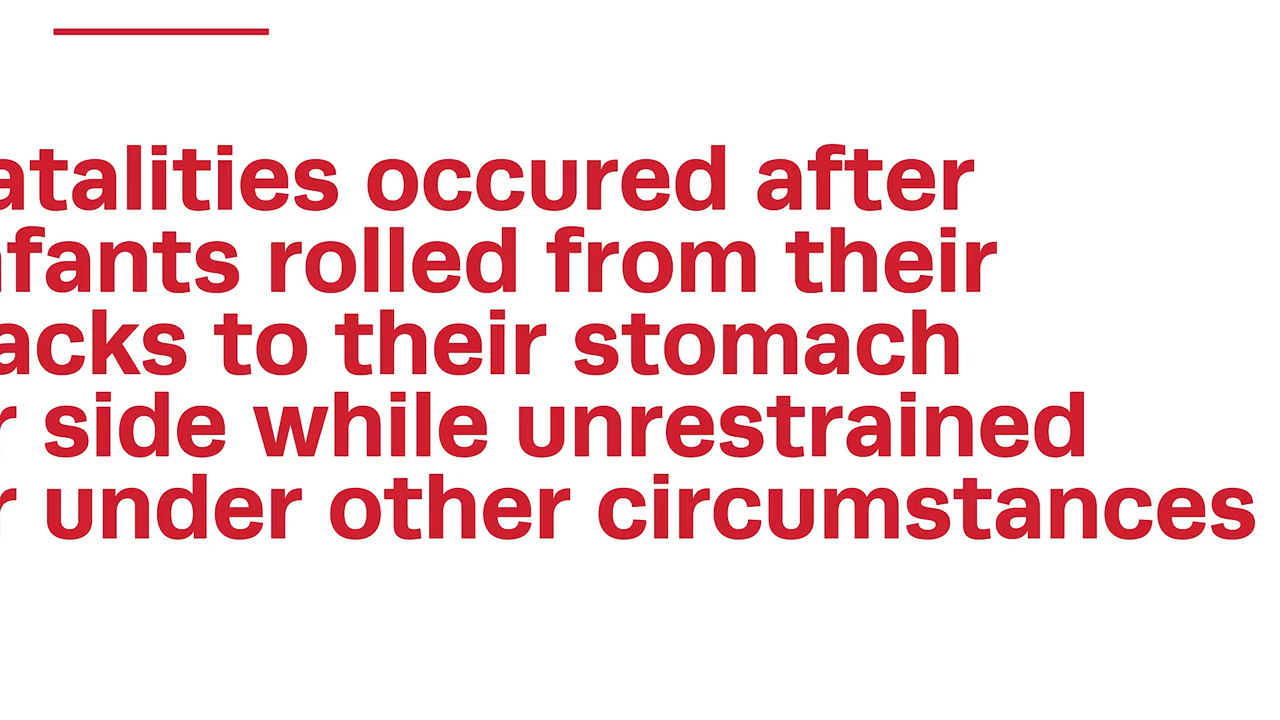 atalities occured after
nfants rolled from their
acks to their stomach
r side while unrestrained
r under other circumstances